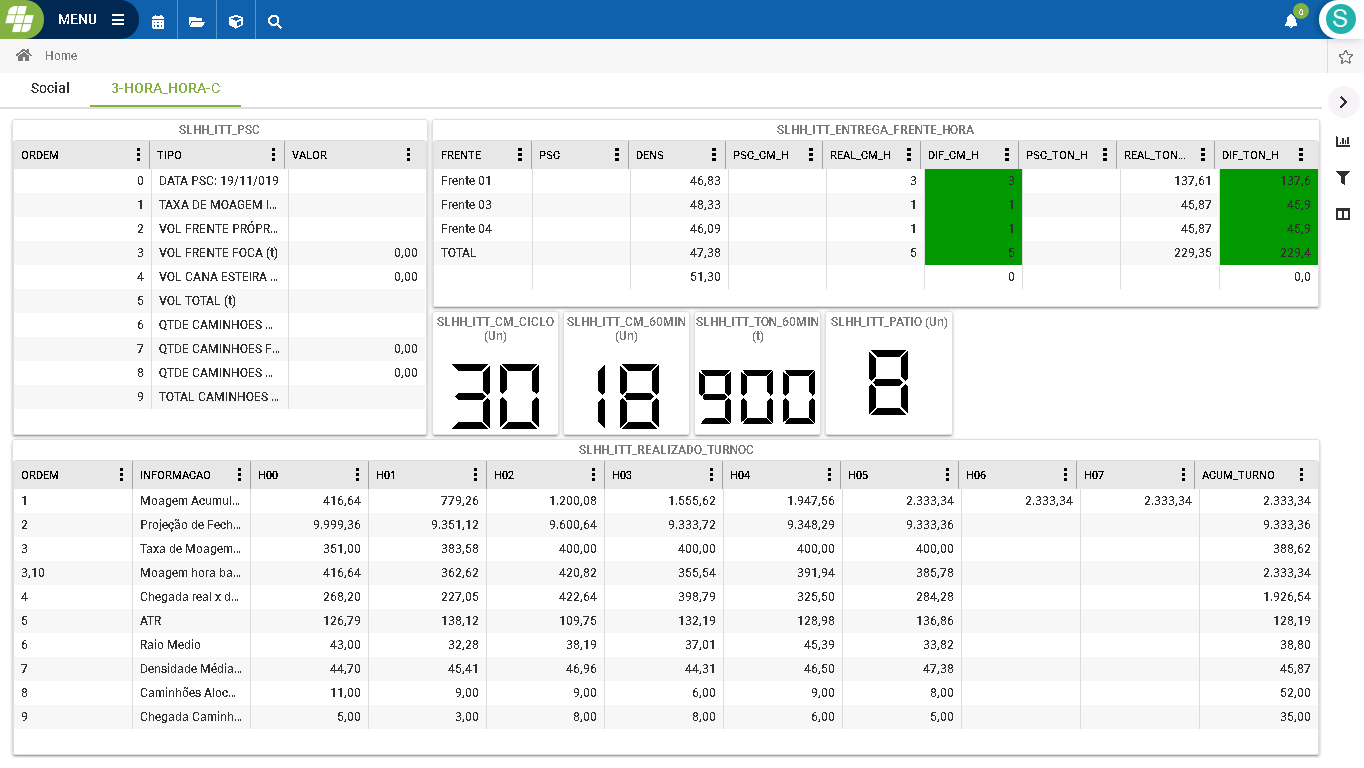 MENU
0
S
Home
Social 3-HORA_HORA-C
SLHH_ITT_PSC
ORDEM TIPO VALOR
0 DATA PSC: 19/11/019
1 TAXA DE MOAGEM I...
2 VOL FRENTE PRÓPR...
3 VOL FRENTE FOCA (t) 0,00
4 VOL CANA ESTEIRA ... 0,00
5 VOL TOTAL (t)
6 QTDE CAMINHOES ...
7 QTDE CAMINHOES F... 0,00
8 QTDE CAMINHOES ... 0,00
9 TOTAL CAMINHOES ...
SLHH_ITT_ENTREGA_FRENTE_HORA
FRENTE PSC DENS PSC_CM_H REAL_CM_H DIF_CM_H PSC_TON_H REAL_TON... DIF_TON_H
Frente 01 46,83 3 3 137,61 137,6
Frente 03 48,33 1 1 45,87 45,9
Frente 04 46,09 1 1 45,87 45,9
TOTAL 47,38 5 5 229,35 229,4
51,30 0 0,0
SLHH_ITT_CM_CICLO
(Un)
30
SLHH_ITT_CM_60MIN
(Un)
18
SLHH_ITT_TON_60MIN
(t)
900
SLHH_ITT_PATIO (Un)
8
SLHH_ITT_REALIZADO_TURNOC
ORDEM INFORMACAO H00 H01 H02 H03 H04 H05 H06 H07 ACUM_TURNO
1 Moagem Acumul... 416,64 779,26 1.200,08 1.555,62 1.947,56 2.333,34 2.333,34 2.333,34 2.333,34
2 Projeção de Fech... 9.999,36 9.351,12 9.600,64 9.333,72 9.348,29 9.333,36 9.333,36
3 Taxa de Moagem... 351,00 383,58 400,00 400,00 400,00 400,00 388,62
3,10 Moagem hora ba... 416,64 362,62 420,82 355,54 391,94 385,78 2.333,34
4 Chegada real x d... 268,20 227,05 422,64 398,79 325,50 284,28 1.926,54
5 ATR 126,79 138,12 109,75 132,19 128,98 136,86 128,19
6 Raio Medio 43,00 32,28 38,19 37,01 45,39 33,82 38,80
7 Densidade Média... 44,70 45,41 46,96 44,31 46,50 47,38 45,87
8 Caminhões Aloc... 11,00 9,00 9,00 6,00 9,00 8,00 52,00
9 Chegada Caminh... 5,00 3,00 8,00 8,00 6,00 5,00 35,00